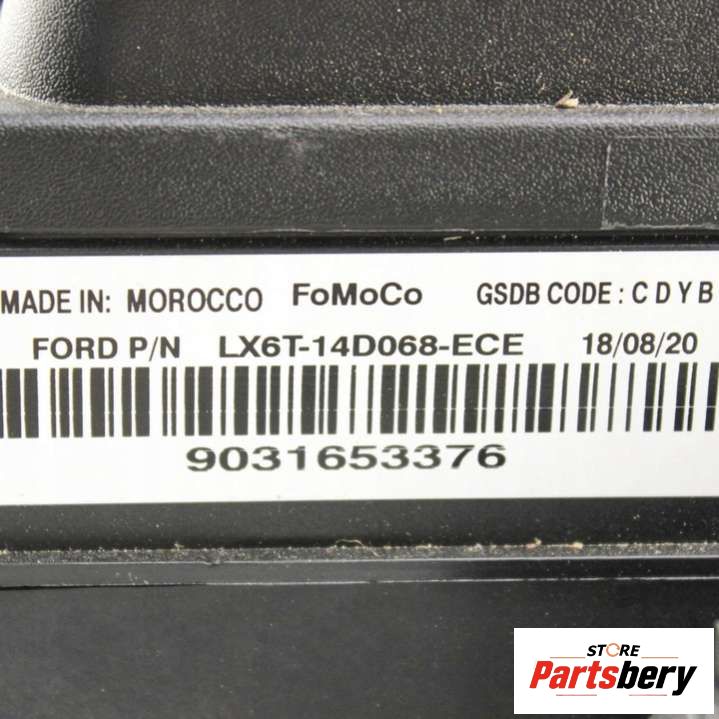 MADE IN: MOROCCO FoMoCo GSDB CODE : C D Y B
FORD P/N LX6T-14D068-ECE 18/08/20
9031653376
STORE
Partsbery